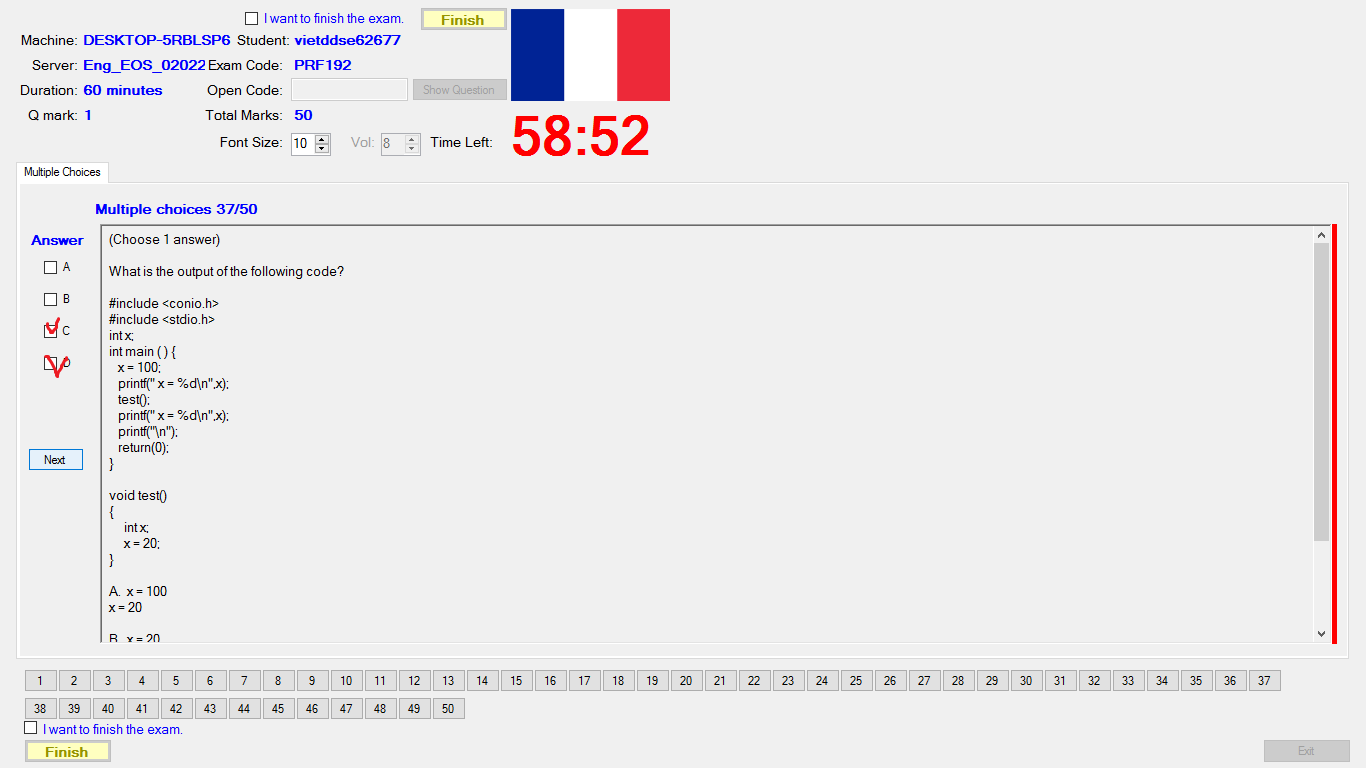 I want to finish the exam.
Finish
Machine: DESKTOP-5RBLSP6 Student: vietddse62677
Server: Eng_EOS_02022 Exam Code: PRF192
Duration: 60 minutes Open Code: Show Question
Q mark: 1 Total Marks: 50
Font Size: 10 Vol: 8 Time Left: 58:52
Multiple Choices
Multiple choices 37/50
Answer
A
B
C
D
Next
(Choose 1 answer)
What is the output of the following code?
#include <conio.h>
#include <stdio.h>
int x;
int main ( ) {
x = 100;
printf(" x = %d\n",x);
test();
printf(" x = %d\n",x);
printf("\n");
return(0);
}
void test()
{
int x;
x = 20;
}
A. x = 100
x = 20
B. x = 20
1 2 3 4 5 6 7 8 9 10 11 12 13 14 15 16 17 18 19 20 21 22 23 24 25 26 27 28 29 30 31 32 33 34 35 36 37
38 39 40 41 42 43 44 45 46 47 48 49 50
I want to finish the exam.
Finish
Exit